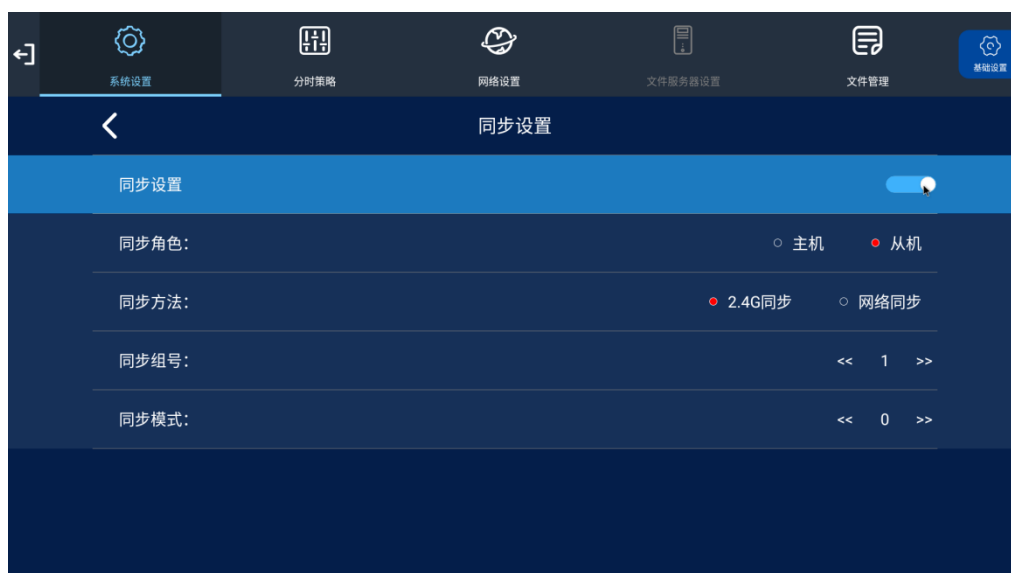 系统设置
分时策略
网络设置
文件服务器设置
文件管理
基础设置
同步设置
同步设置
同步角色：
主机 从机
同步方法：
2.4G同步 网络同步
同步组号：
<< 1 >>
同步模式：
<< 0 >>